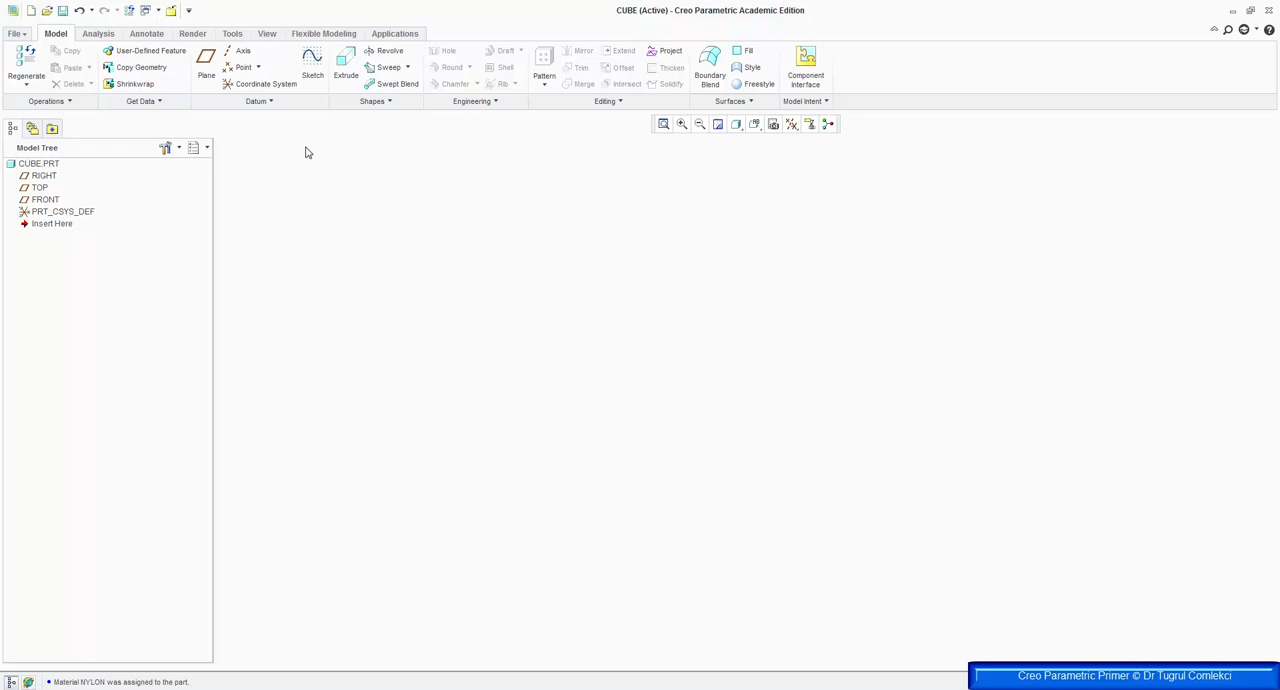 CUBE (Active) - Creo Parametric Academic Edition
File Model Analysis Annotate Render Tools View Flexible Modeling Applications
Regenerate Copy Paste Delete
User-Defined Feature Copy Geometry Shrinkwrap
Plane Axis Point Coordinate System Sketch
Extrude Revolve Sweep Swept Blend
Hole Round Chamfer Draft Shell Rib
Pattern Mirror Trim Merge Extend Offset Intersect Project Thicken Solidify
Boundary Blend Fill Style Freestyle
Component Interface
Operations Get Data Datum Shapes Engineering Editing Surfaces Model Intent
Model Tree
CUBE.PRT
RIGHT
TOP
FRONT
PRT_CSYS_DEF
Insert Here
Material NYLON was assigned to the part.
Creo Parametric Primer © Dr Tugrul Comlekci